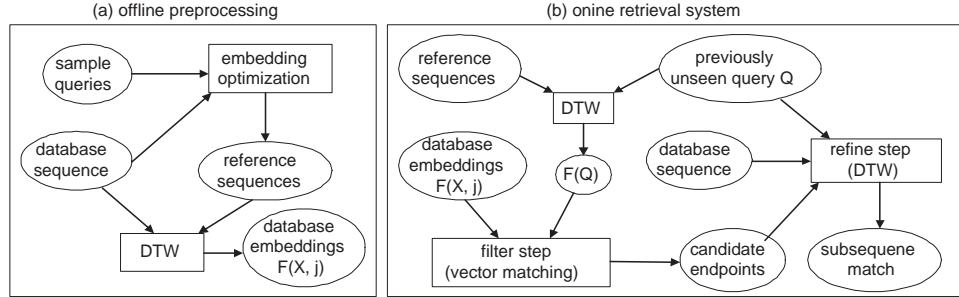 (a) offline preprocessing
sample
queries
embedding
optimization
database
sequence
reference
sequences
DTW
database
embeddings
F(X, j)
(b) onine retrieval system
reference
sequences
previously
unseen query Q
DTW
database
embeddings
F(X, j)
F(Q)
database
sequence
refine step
(DTW)
filter step
(vector matching)
candidate
endpoints
subsequene
match